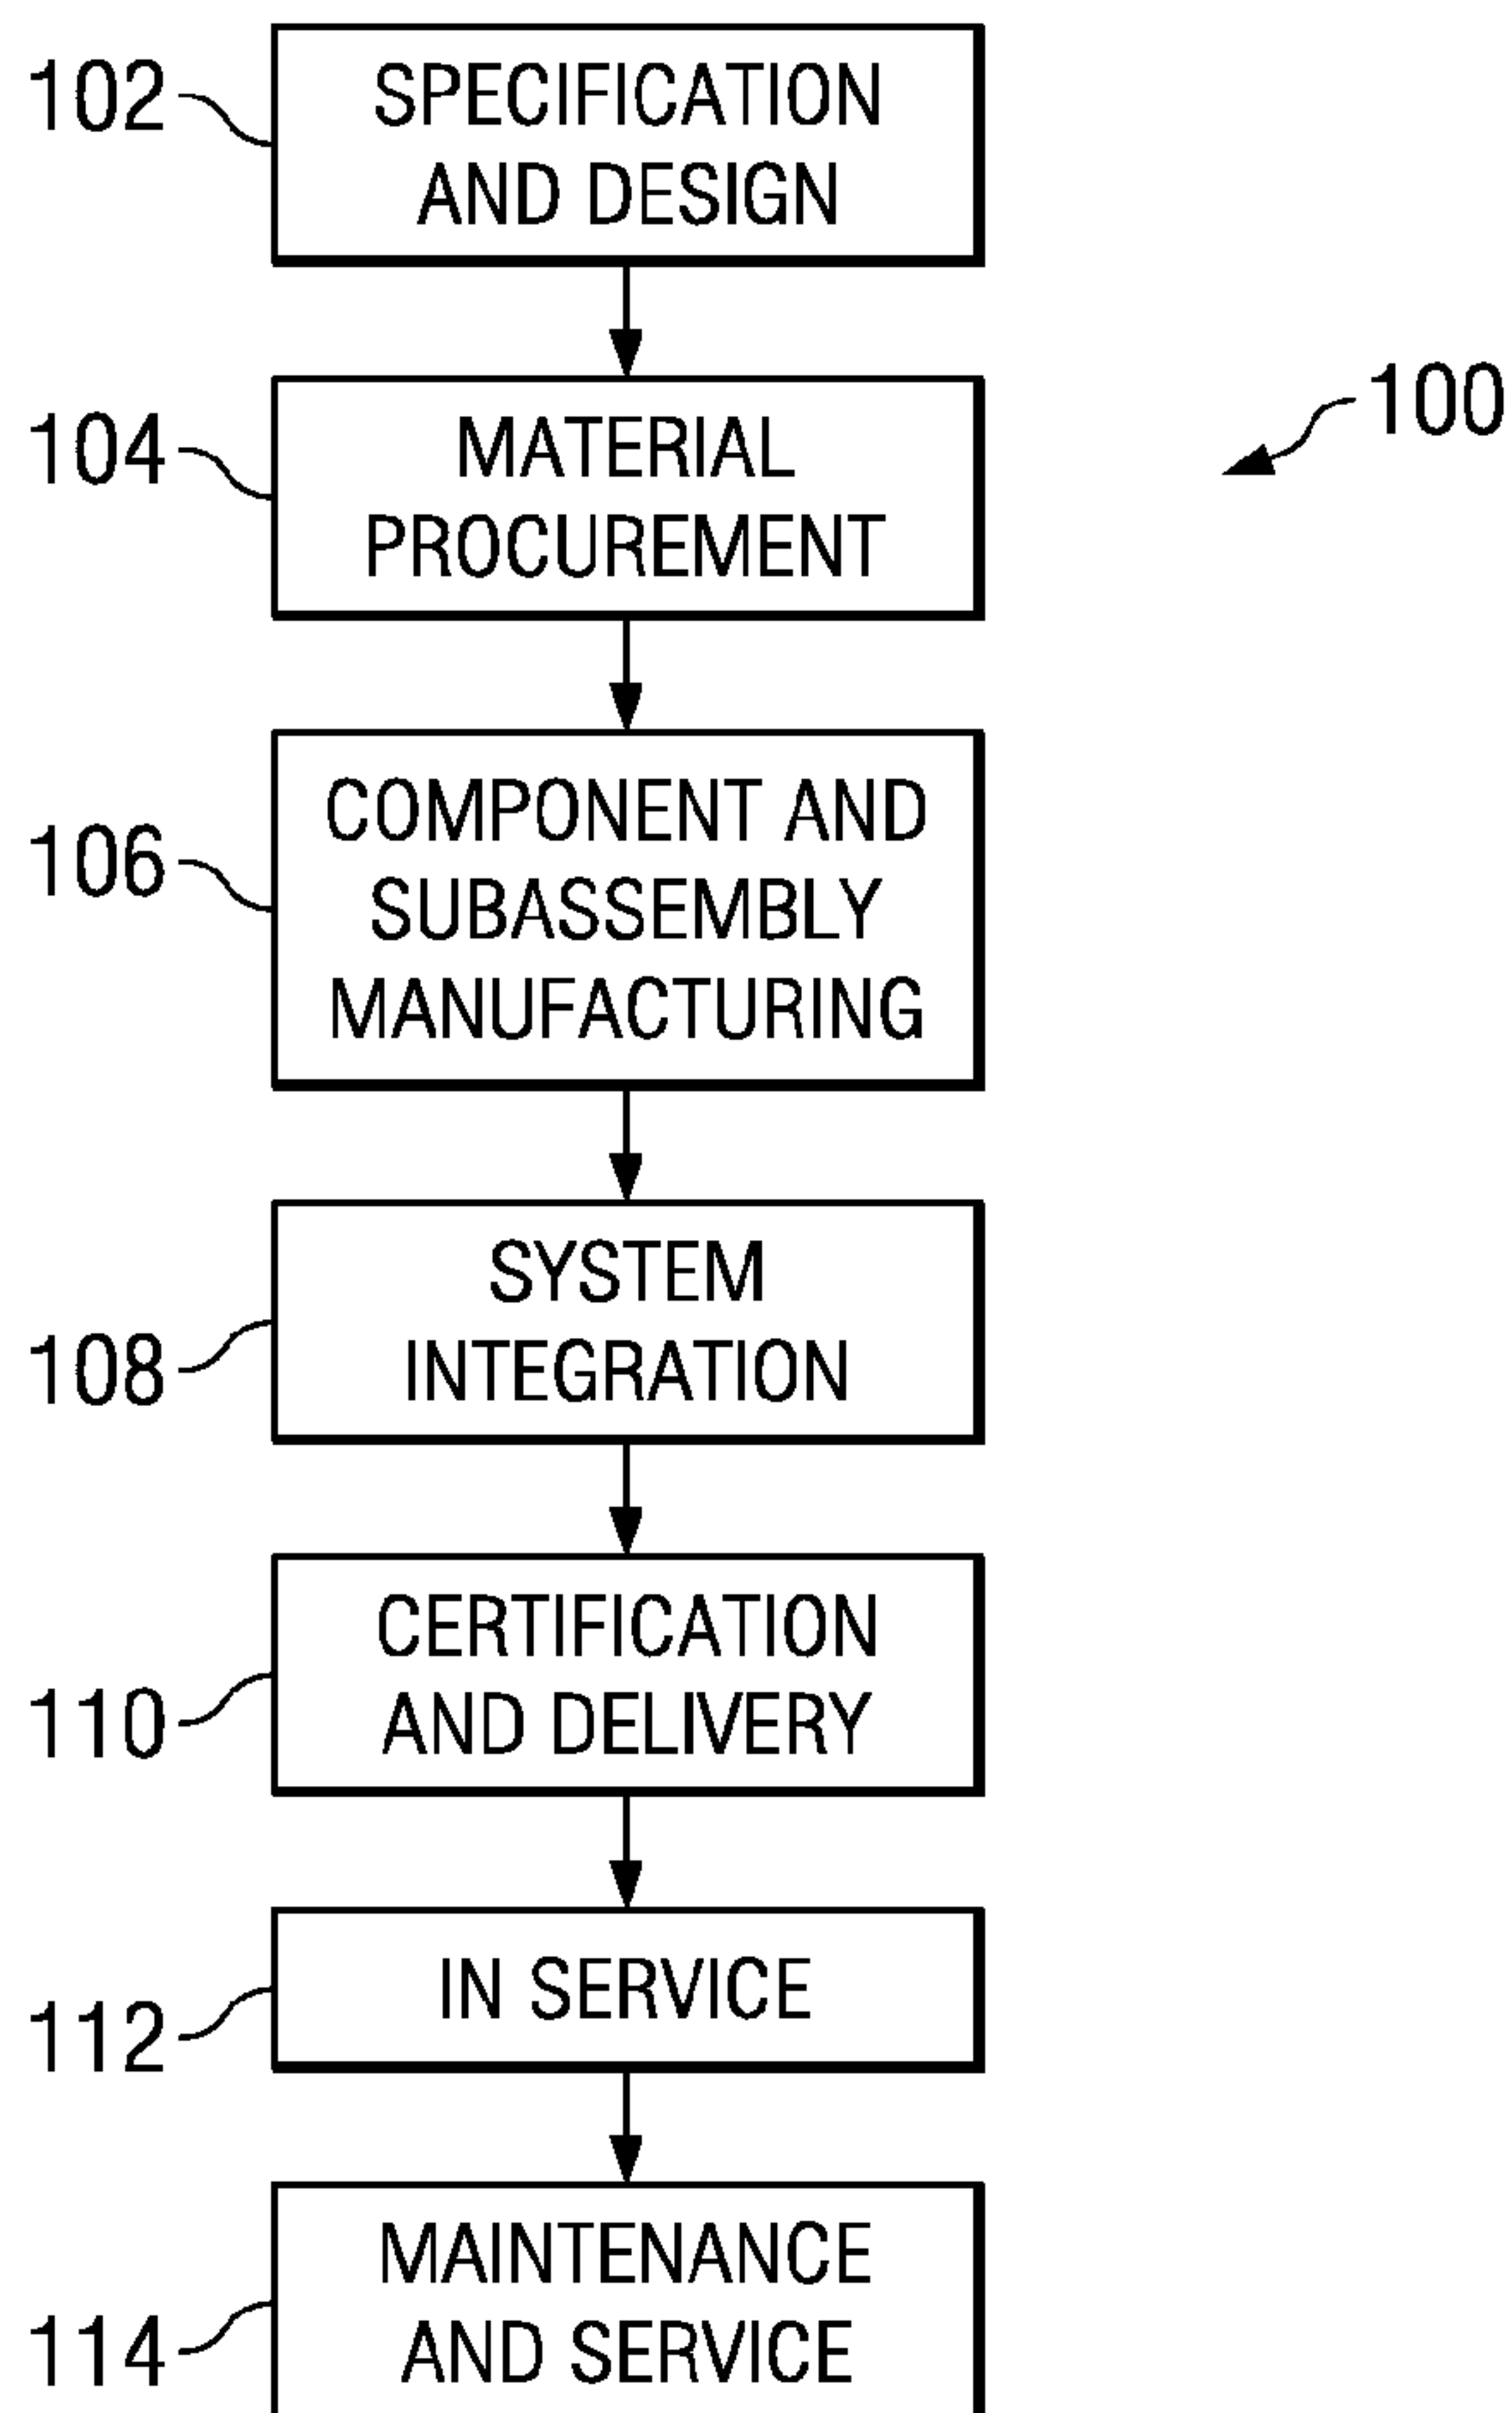 102
SPECIFICATION
AND DESIGN
104
MATERIAL
PROCUREMENT
100
106
COMPONENT AND
SUBASSEMBLY
MANUFACTURING
108
SYSTEM
INTEGRATION
110
CERTIFICATION
AND DELIVERY
112
IN SERVICE
114
MAINTENANCE
AND SERVICE